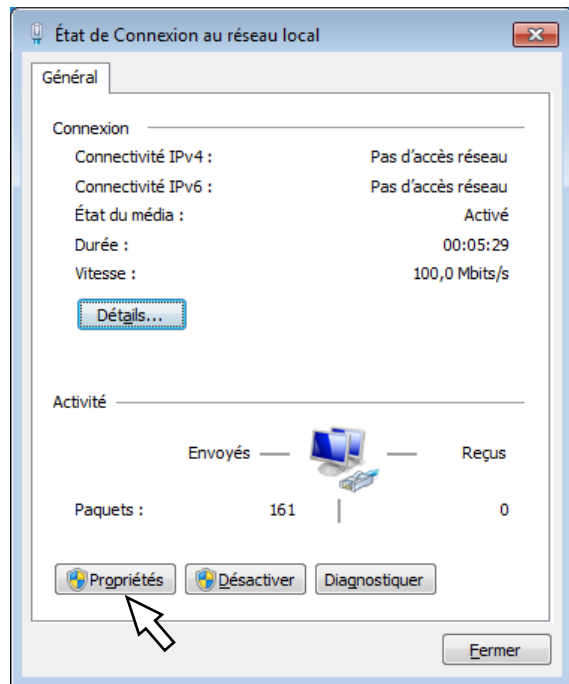 État de Connexion au réseau local
Général
Connexion
Connectivité IPv4 : Pas d'accès réseau
Connectivité IPv6 : Pas d'accès réseau
État du média : Activé
Durée : 00:05:29
Vitesse : 100,0 Mbits/s
Détails...
Activité
Envoyés Reçus
Paquets : 161 0
Propriétés Désactiver Diagnostiquer
Fermer